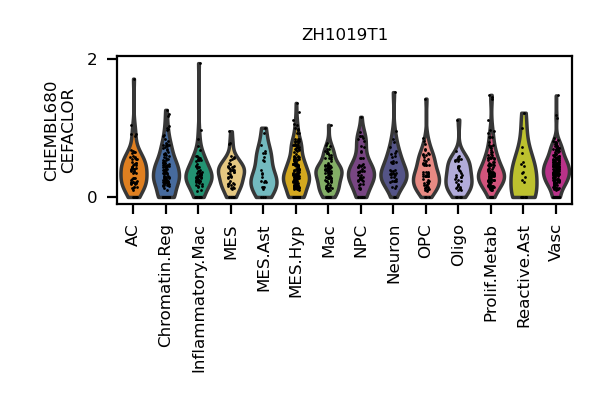 ZH1019T1
CHEMBL680
CEFACLOR
2
0
AC
Chromatin.Reg
Inflammatory.Mac
MES
MES.Ast
MES.Hyp
Mac
NPC
Neuron
OPC
Oligo
Prolif.Metab
Reactive.Ast
Vasc